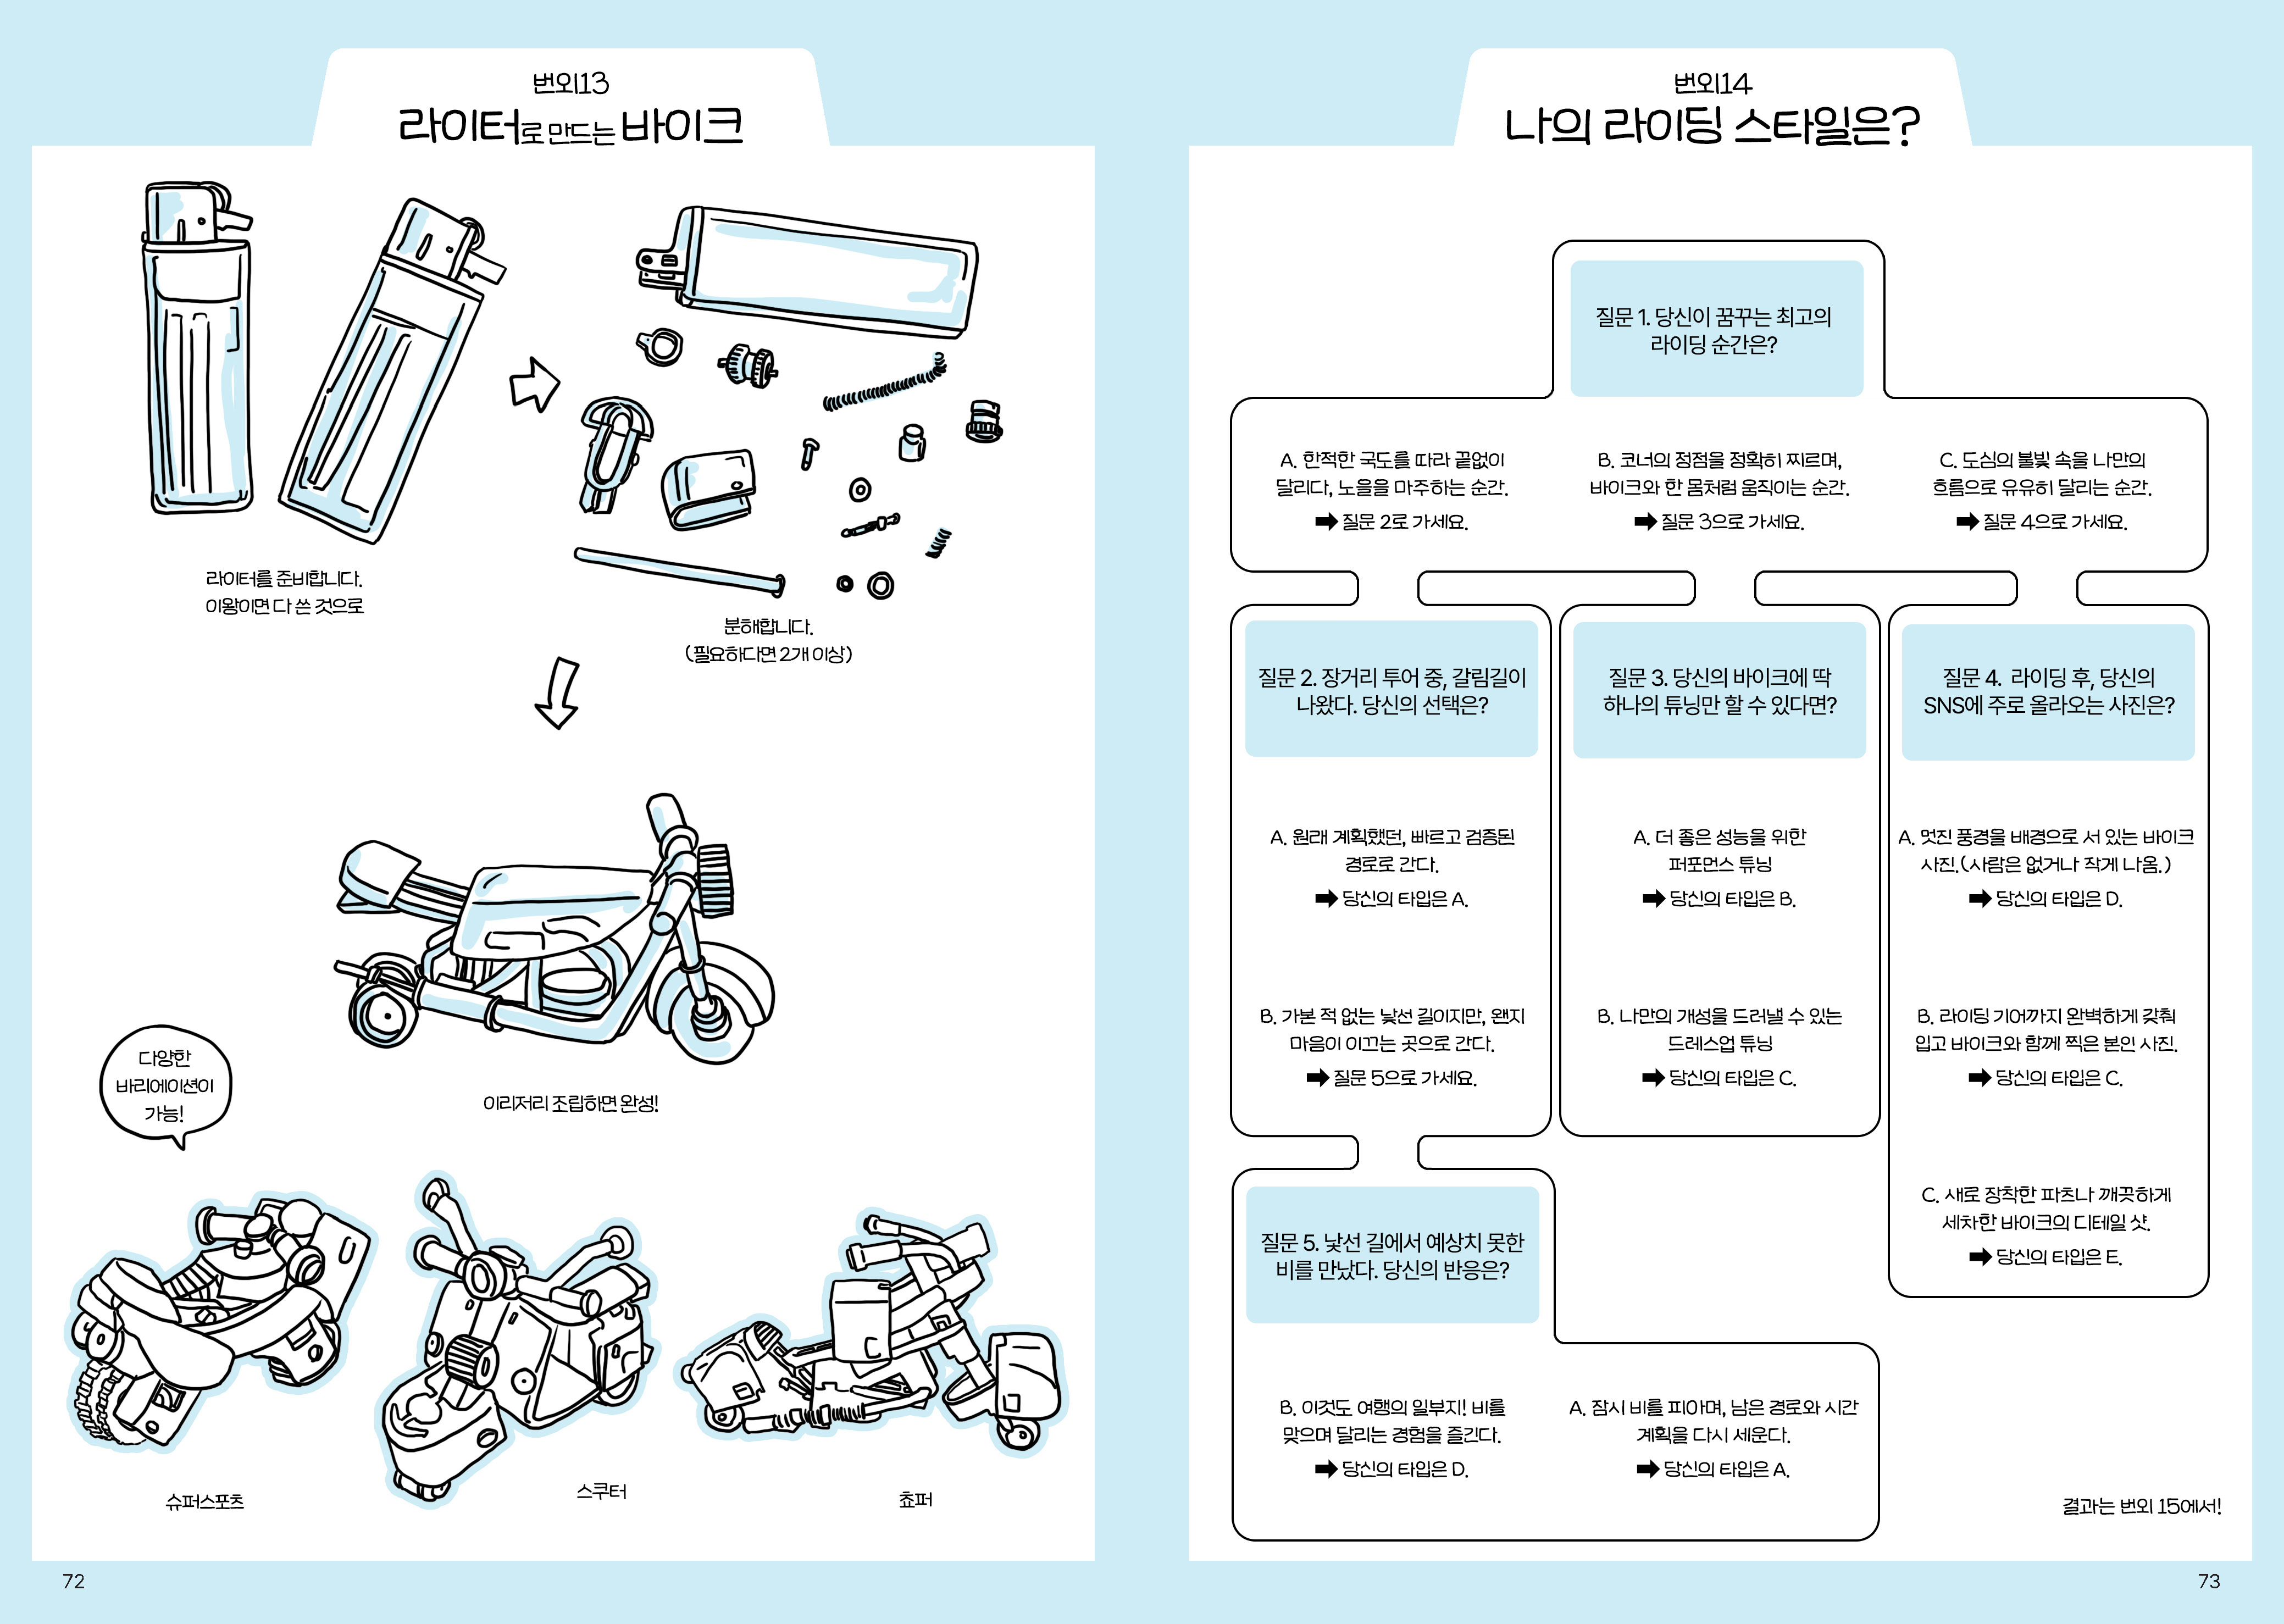 번외13
라이터로 만드는 바이크
라이터를 준비합니다.
이왕이면 다 쓴 것으로
분해합니다.
(필요하다면 2개 이상)
이리저리 조립하면 완성!
다양한
바리에이션이
가능!
슈퍼스포츠
스쿠터
쵸퍼
72
번외14
나의 라이딩 스타일은?
질문 1. 당신이 꿈꾸는 최고의
라이딩 순간은?
A. 한적한 국도를 따라 끝없이
달리다, 노을을 마주하는 순간.
➡ 질문 2로 가세요.
B. 코너의 정점을 정확히 찌르며,
바이크와 한 몸처럼 움직이는 순간.
➡ 질문 3으로 가세요.
C. 도심의 불빛 속을 나만의
흐름으로 유유히 달리는 순간.
➡ 질문 4으로 가세요.
질문 2. 장거리 투어 중, 갈림길이
나왔다. 당신의 선택은?
A. 원래 계획했던, 빠르고 검증된
경로로 간다.
➡ 당신의 타입은 A.
B. 가본 적 없는 낯선 길이지만, 왠지
마음이 이끄는 곳으로 간다.
➡ 질문 5으로 가세요.
질문 3. 당신의 바이크에 딱
하나의 튜닝만 할 수 있다면?
A. 더 좋은 성능을 위한
퍼포먼스 튜닝
➡ 당신의 타입은 B.
B. 나만의 개성을 드러낼 수 있는
드레스업 튜닝
➡ 당신의 타입은 C.
질문 4. 라이딩 후, 당신의
SNS에 주로 올라오는 사진은?
A. 멋진 풍경을 배경으로 서 있는 바이크
사진.(사람은 없거나 작게 나옴.)
➡ 당신의 타입은 D.
B. 라이딩 기어까지 완벽하게 갖춰
입고 바이크와 함께 찍은 본인 사진.
➡ 당신의 타입은 C.
C. 새로 장착한 파츠나 깨끗하게
세차한 바이크의 디테일 샷.
➡ 당신의 타입은 E.
질문 5. 낯선 길에서 예상치 못한
비를 만났다. 당신의 반응은?
B. 이것도 여행의 일부지! 비를
맞으며 달리는 경험을 즐긴다.
➡ 당신의 타입은 D.
A. 잠시 비를 피아며, 남은 경로와 시간
계획을 다시 세운다.
➡ 당신의 타입은 A.
결과는 번외 15에서!
73